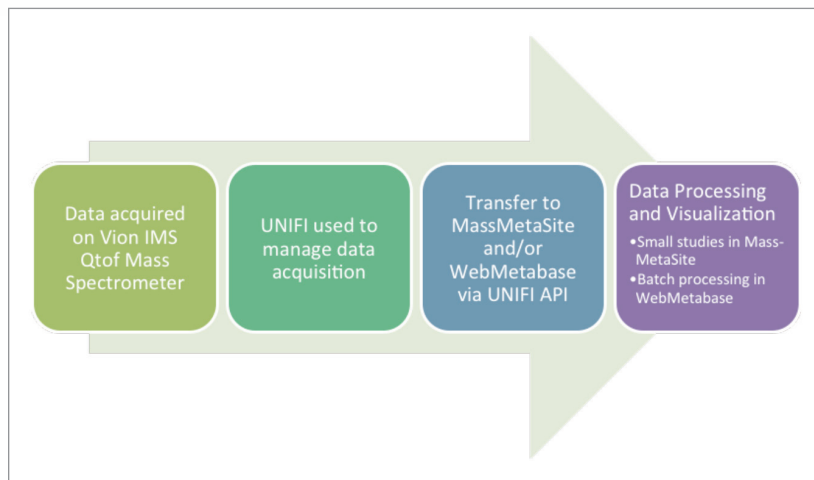 Data acquired
on Vion IMS
Qtof Mass
Spectrometer
UNIFI used to
manage data
acquisition
Transfer to
MassMetaSite
and/or
WebMetabase
via UNIFI API
Data Processing
and Visualization
•Small studies in Mass-
MetaSite
•Batch processing in
WebMetabase